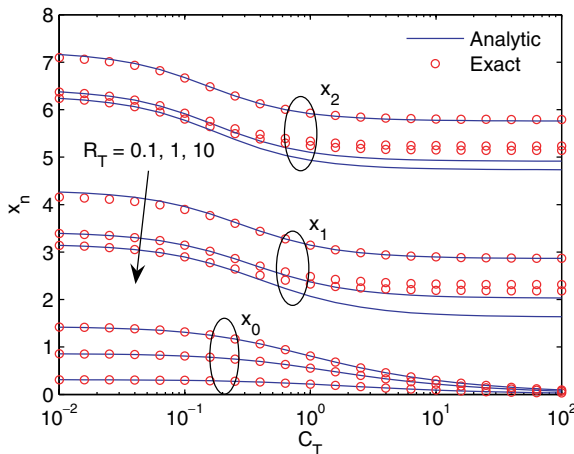 8
7
6
5
4
3
2
1
0
x_n
Analytic
Exact
x_2
R_T = 0.1, 1, 10
x_1
x_0
10^-2 10^-1 10^0 10^1 10^2
C_T